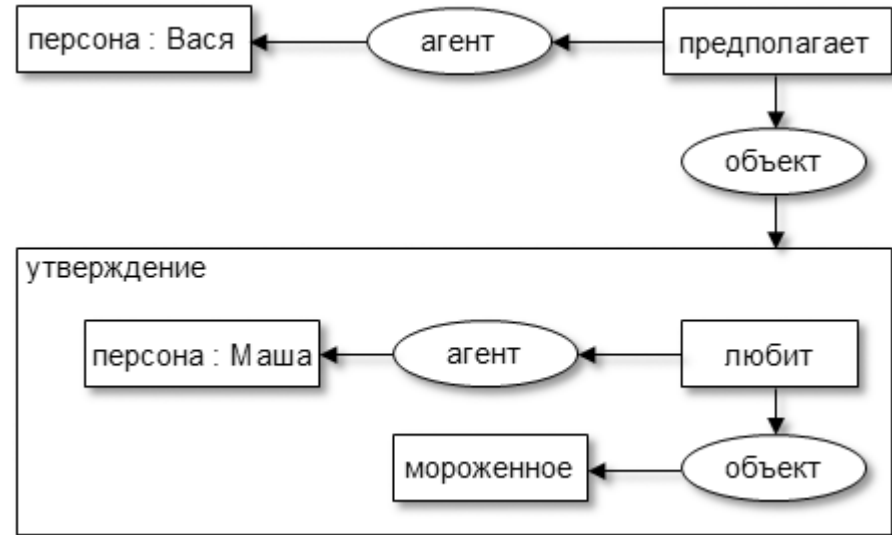 персона : Вася
агент
предполагает
объект
утверждение
персона : Маша
агент
любит
мороженное
объект